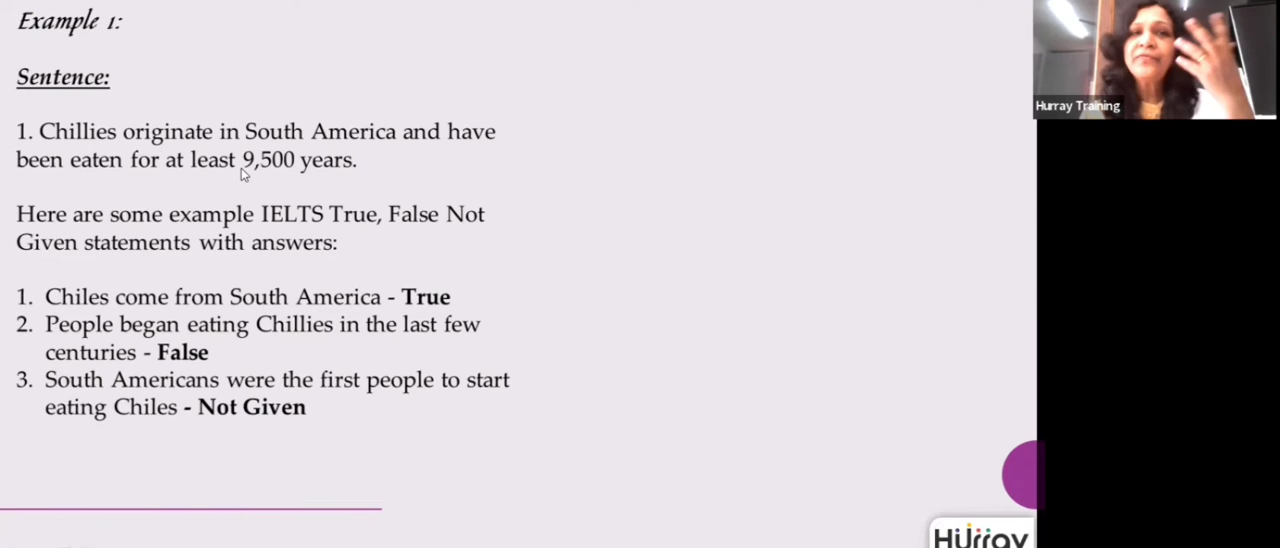 Example 1:
Sentence:
1. Chillies originate in South America and have
been eaten for at least 9,500 years.
Here are some example IELTS True, False Not
Given statements with answers:
1. Chiles come from South America - True
2. People began eating Chillies in the last few
centuries - False
3. South Americans were the first people to start
eating Chiles - Not Given
Hurray Training
Hurray